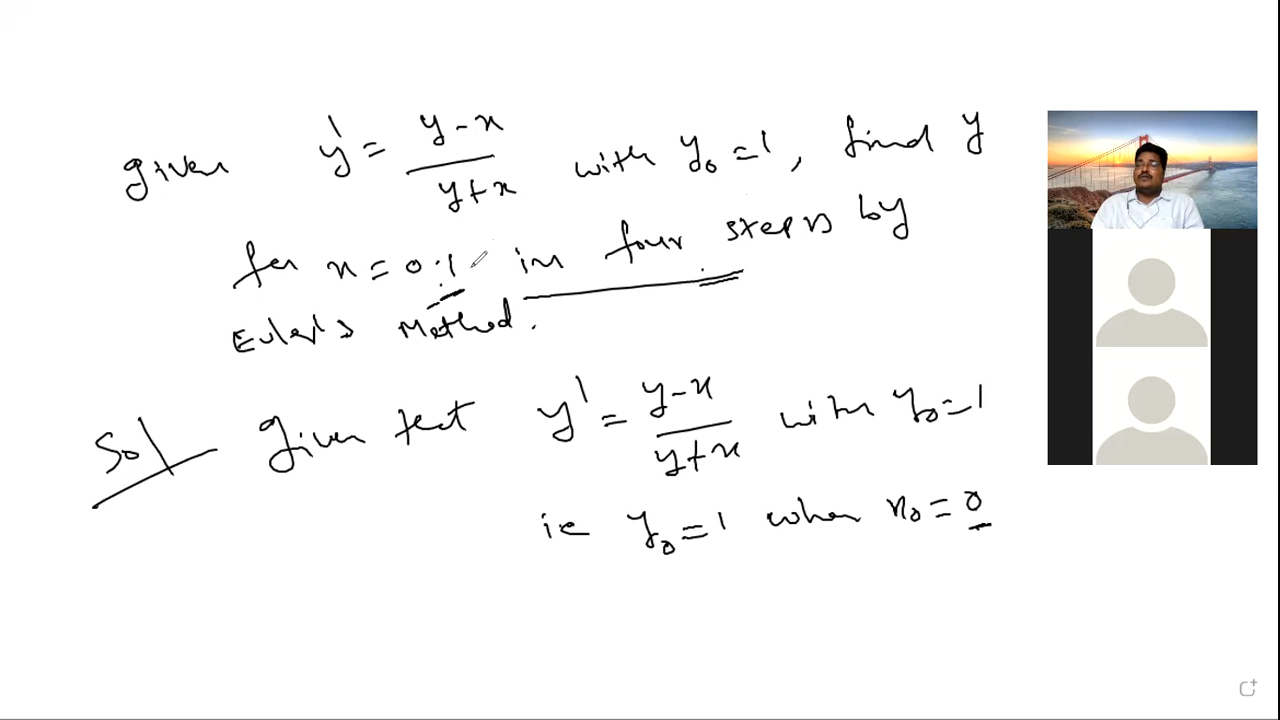 given y' = y-x / y+x with y₀ = 1, find y
for x = 0.1 in four steps by
Euler's Method.
Sol given that y' = y-x / y+x with y₀ = 1
ie y₀ = 1 when x₀ = 0